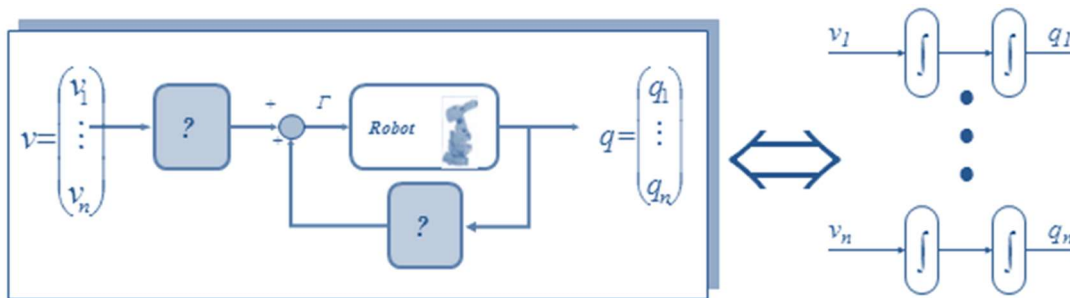 v=(v1 ⋮ vn)
?
+
+
Γ
Robot
?
q=(q1 ⋮ qn)
v1 ∫ ∫ q1
vn ∫ ∫ qn